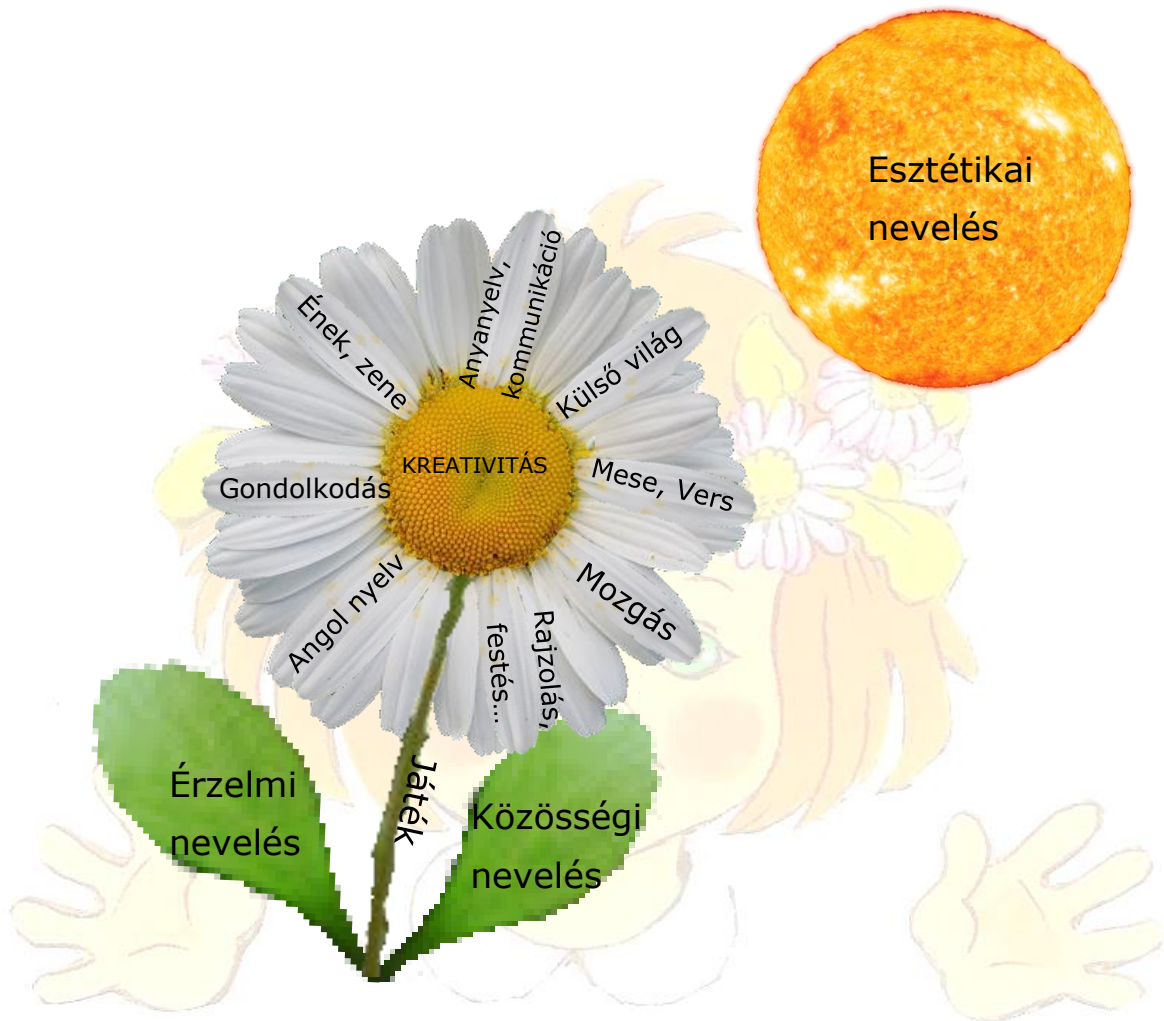 Esztétikai
nevelés
Anyanyelv,
kommunikáció
Külső világ
Ének, zene
KREATIVITÁS
Mese, Vers
Gondolkodás
Mozgás
Angol nyelv
Rajzolás,
festés...
Játék
Érzelmi
nevelés
Közösségi
nevelés